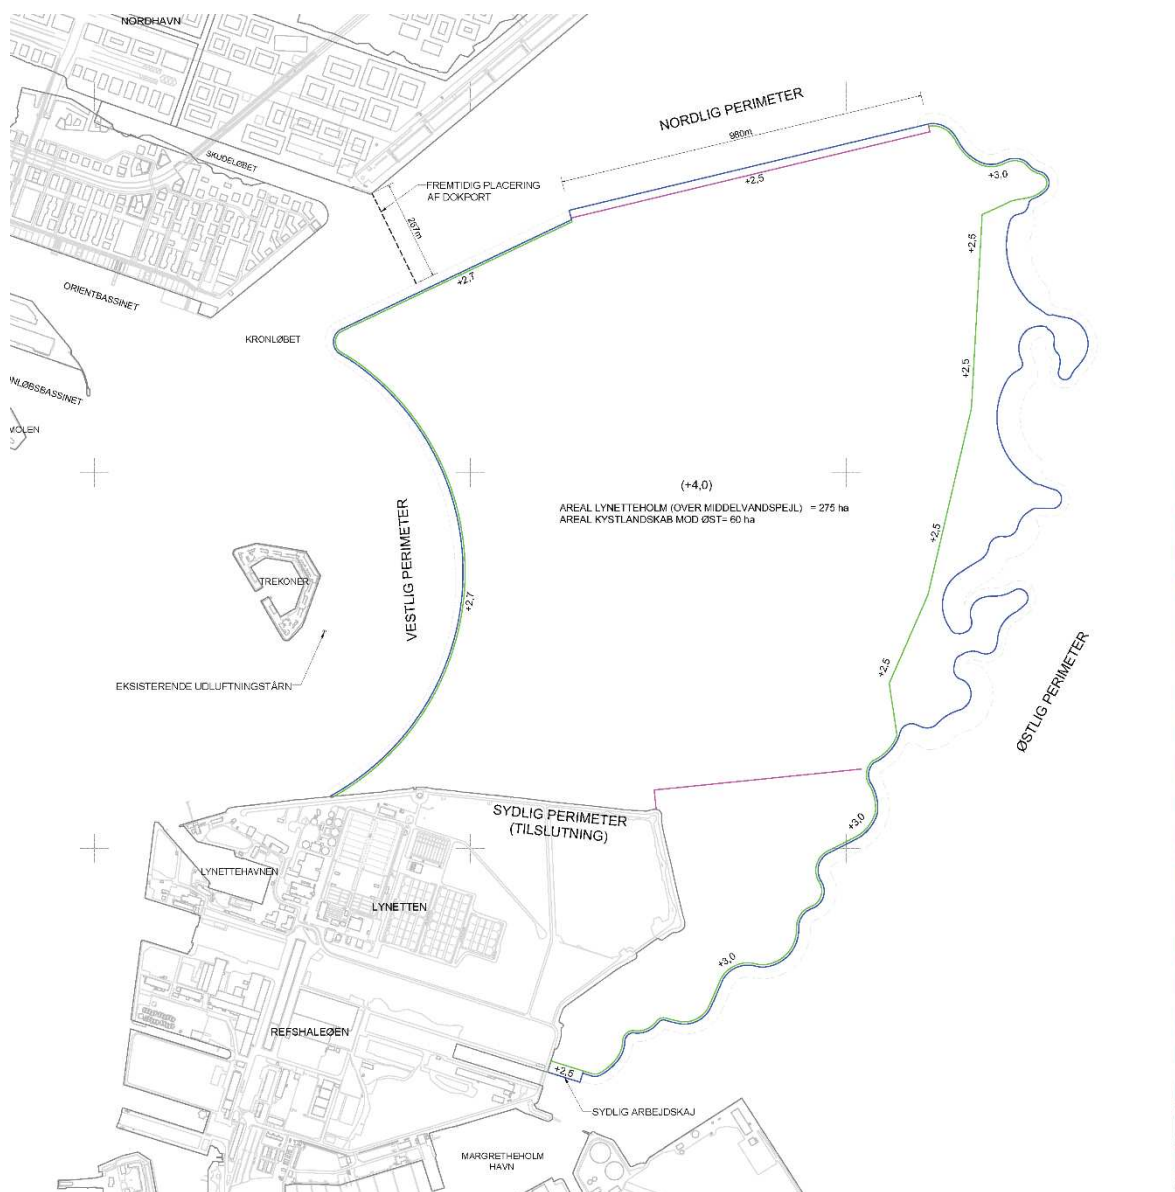 NORDHAVN
NORDLIG PERIMETER
980m
SKUDELØBET
+3,0
FREMTIDIG PLACERING
AF DOKPORT
+2,5
267m
+2,5
+2,7
ORIENTBASSINET
KRONLØBET
+2,5
NLØBSBASSINET
MOLEN
(+4,0)
AREAL LYNETTEHOLM (OVER MIDDELVANDSPEJL) = 275 ha
AREAL KYSTLANDSKAB MOD ØST= 60 ha
+2,5
VESTLIG PERIMETER
TREKONER
+2,7
EKSISTERENDE UDLUFTNINGSTÅRN
+2,5
ØSTLIG PERIMETER
SYDLIG PERIMETER
(TILSLUTNING)
+3,0
LYNETTEHAVNEN
LYNETTEN
+3,0
REFSHALEØEN
+2,5
SYDLIG ARBEJDSKAJ
MARGRETHEHOLM
HAVN